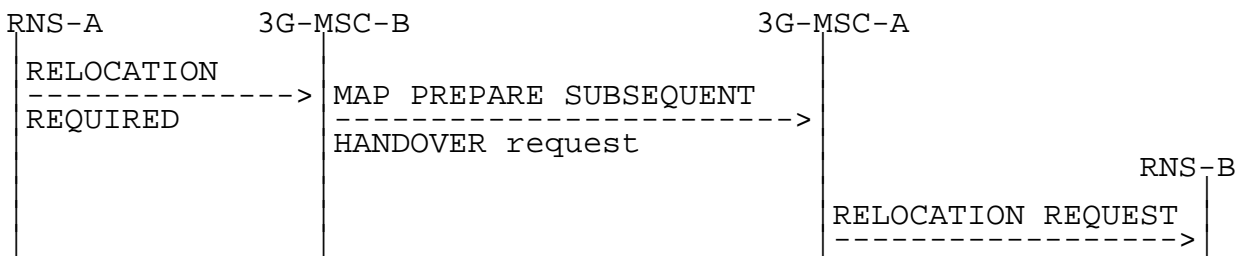 RNS-A 3G-MSC-B 3G-MSC-A
RELOCATION
REQUIRED
MAP PREPARE SUBSEQUENT
HANDOVER request
RNS-B
RELOCATION REQUEST